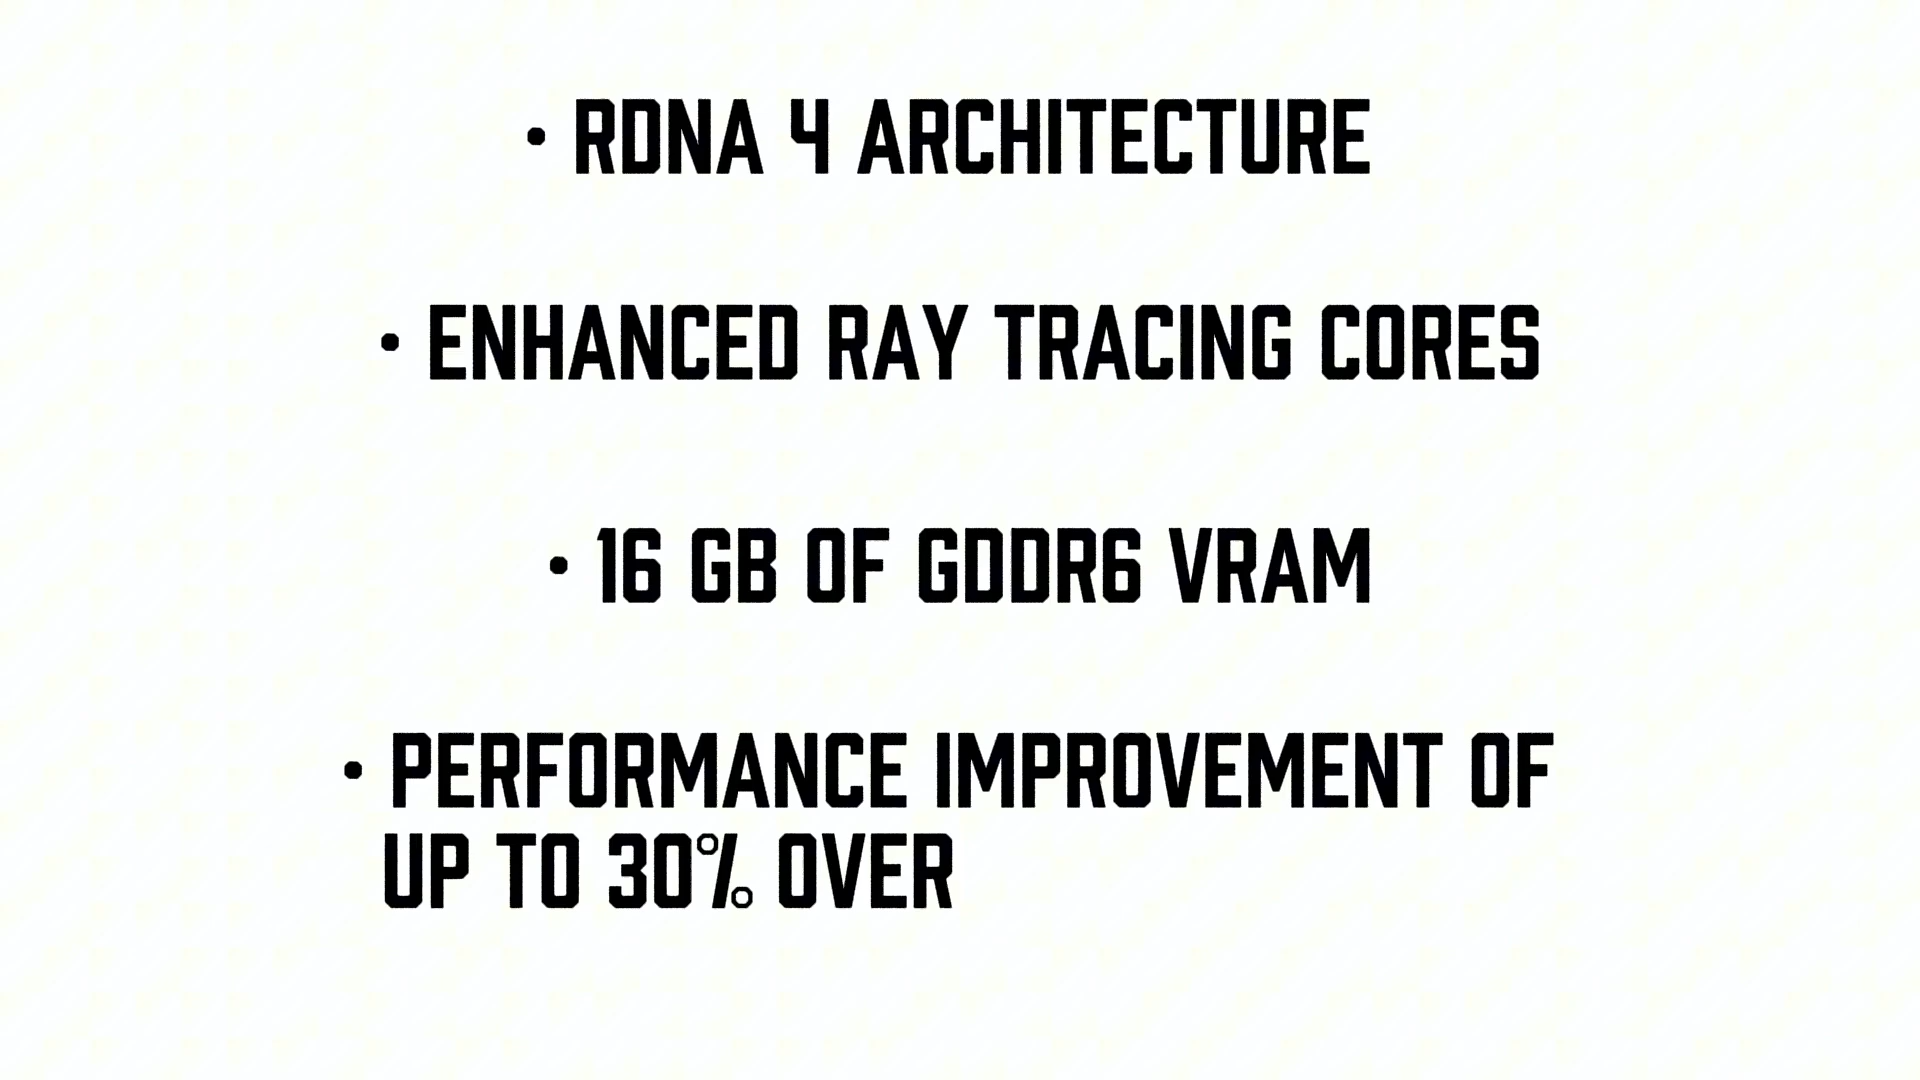 • RDNA 4 ARCHITECTURE
• ENHANCED RAY TRACING CORES
• 16 GB OF GDDR6 VRAM
• PERFORMANCE IMPROVEMENT OF
UP TO 30% OVER